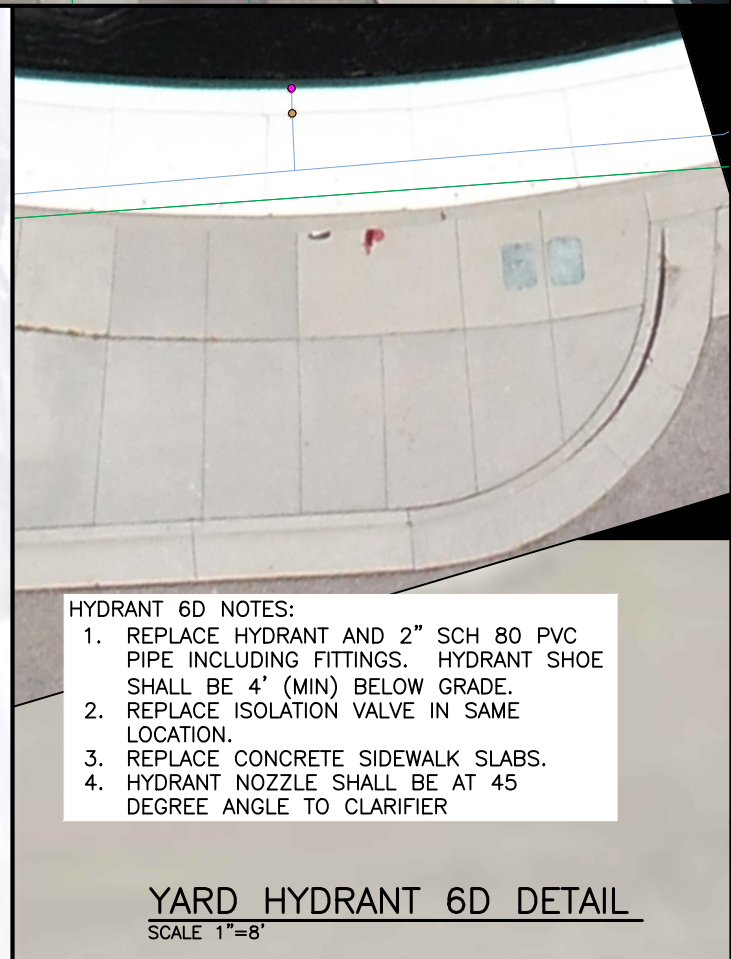 HYDRANT 6D NOTES:
1. REPLACE HYDRANT AND 2" SCH 80 PVC
PIPE INCLUDING FITTINGS. HYDRANT SHOE
SHALL BE 4' (MIN) BELOW GRADE.
2. REPLACE ISOLATION VALVE IN SAME
LOCATION.
3. REPLACE CONCRETE SIDEWALK SLABS.
4. HYDRANT NOZZLE SHALL BE AT 45
DEGREE ANGLE TO CLARIFIER
YARD HYDRANT 6D DETAIL
SCALE 1"=8'